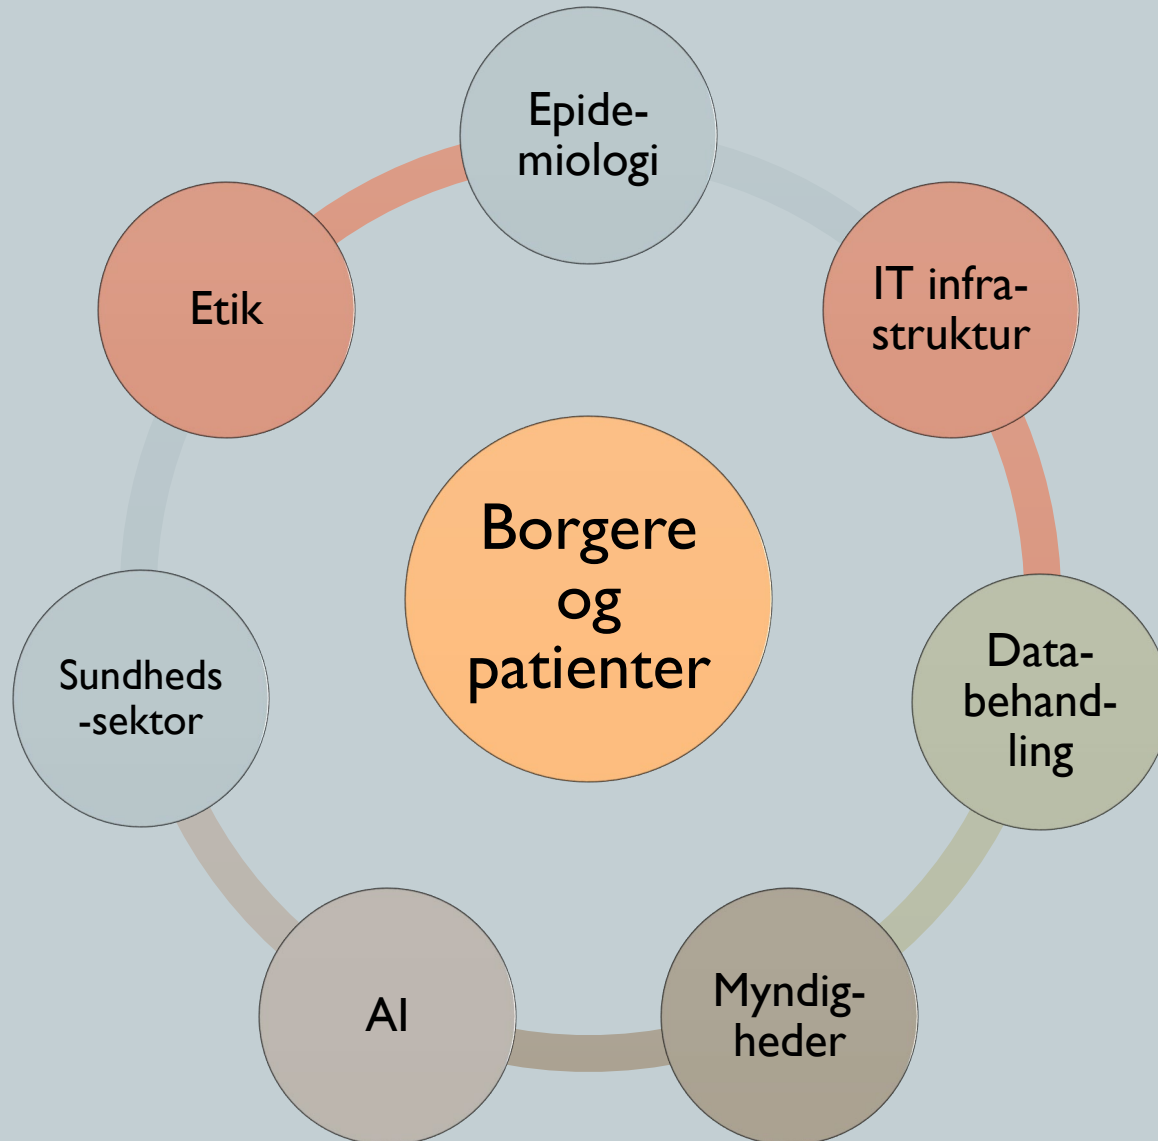 Epide-
miologi
IT infra-
struktur
Data-
behand-
ling
Myndig-
heder
AI
Sundheds
-sektor
Etik
Borgere
og
patienter